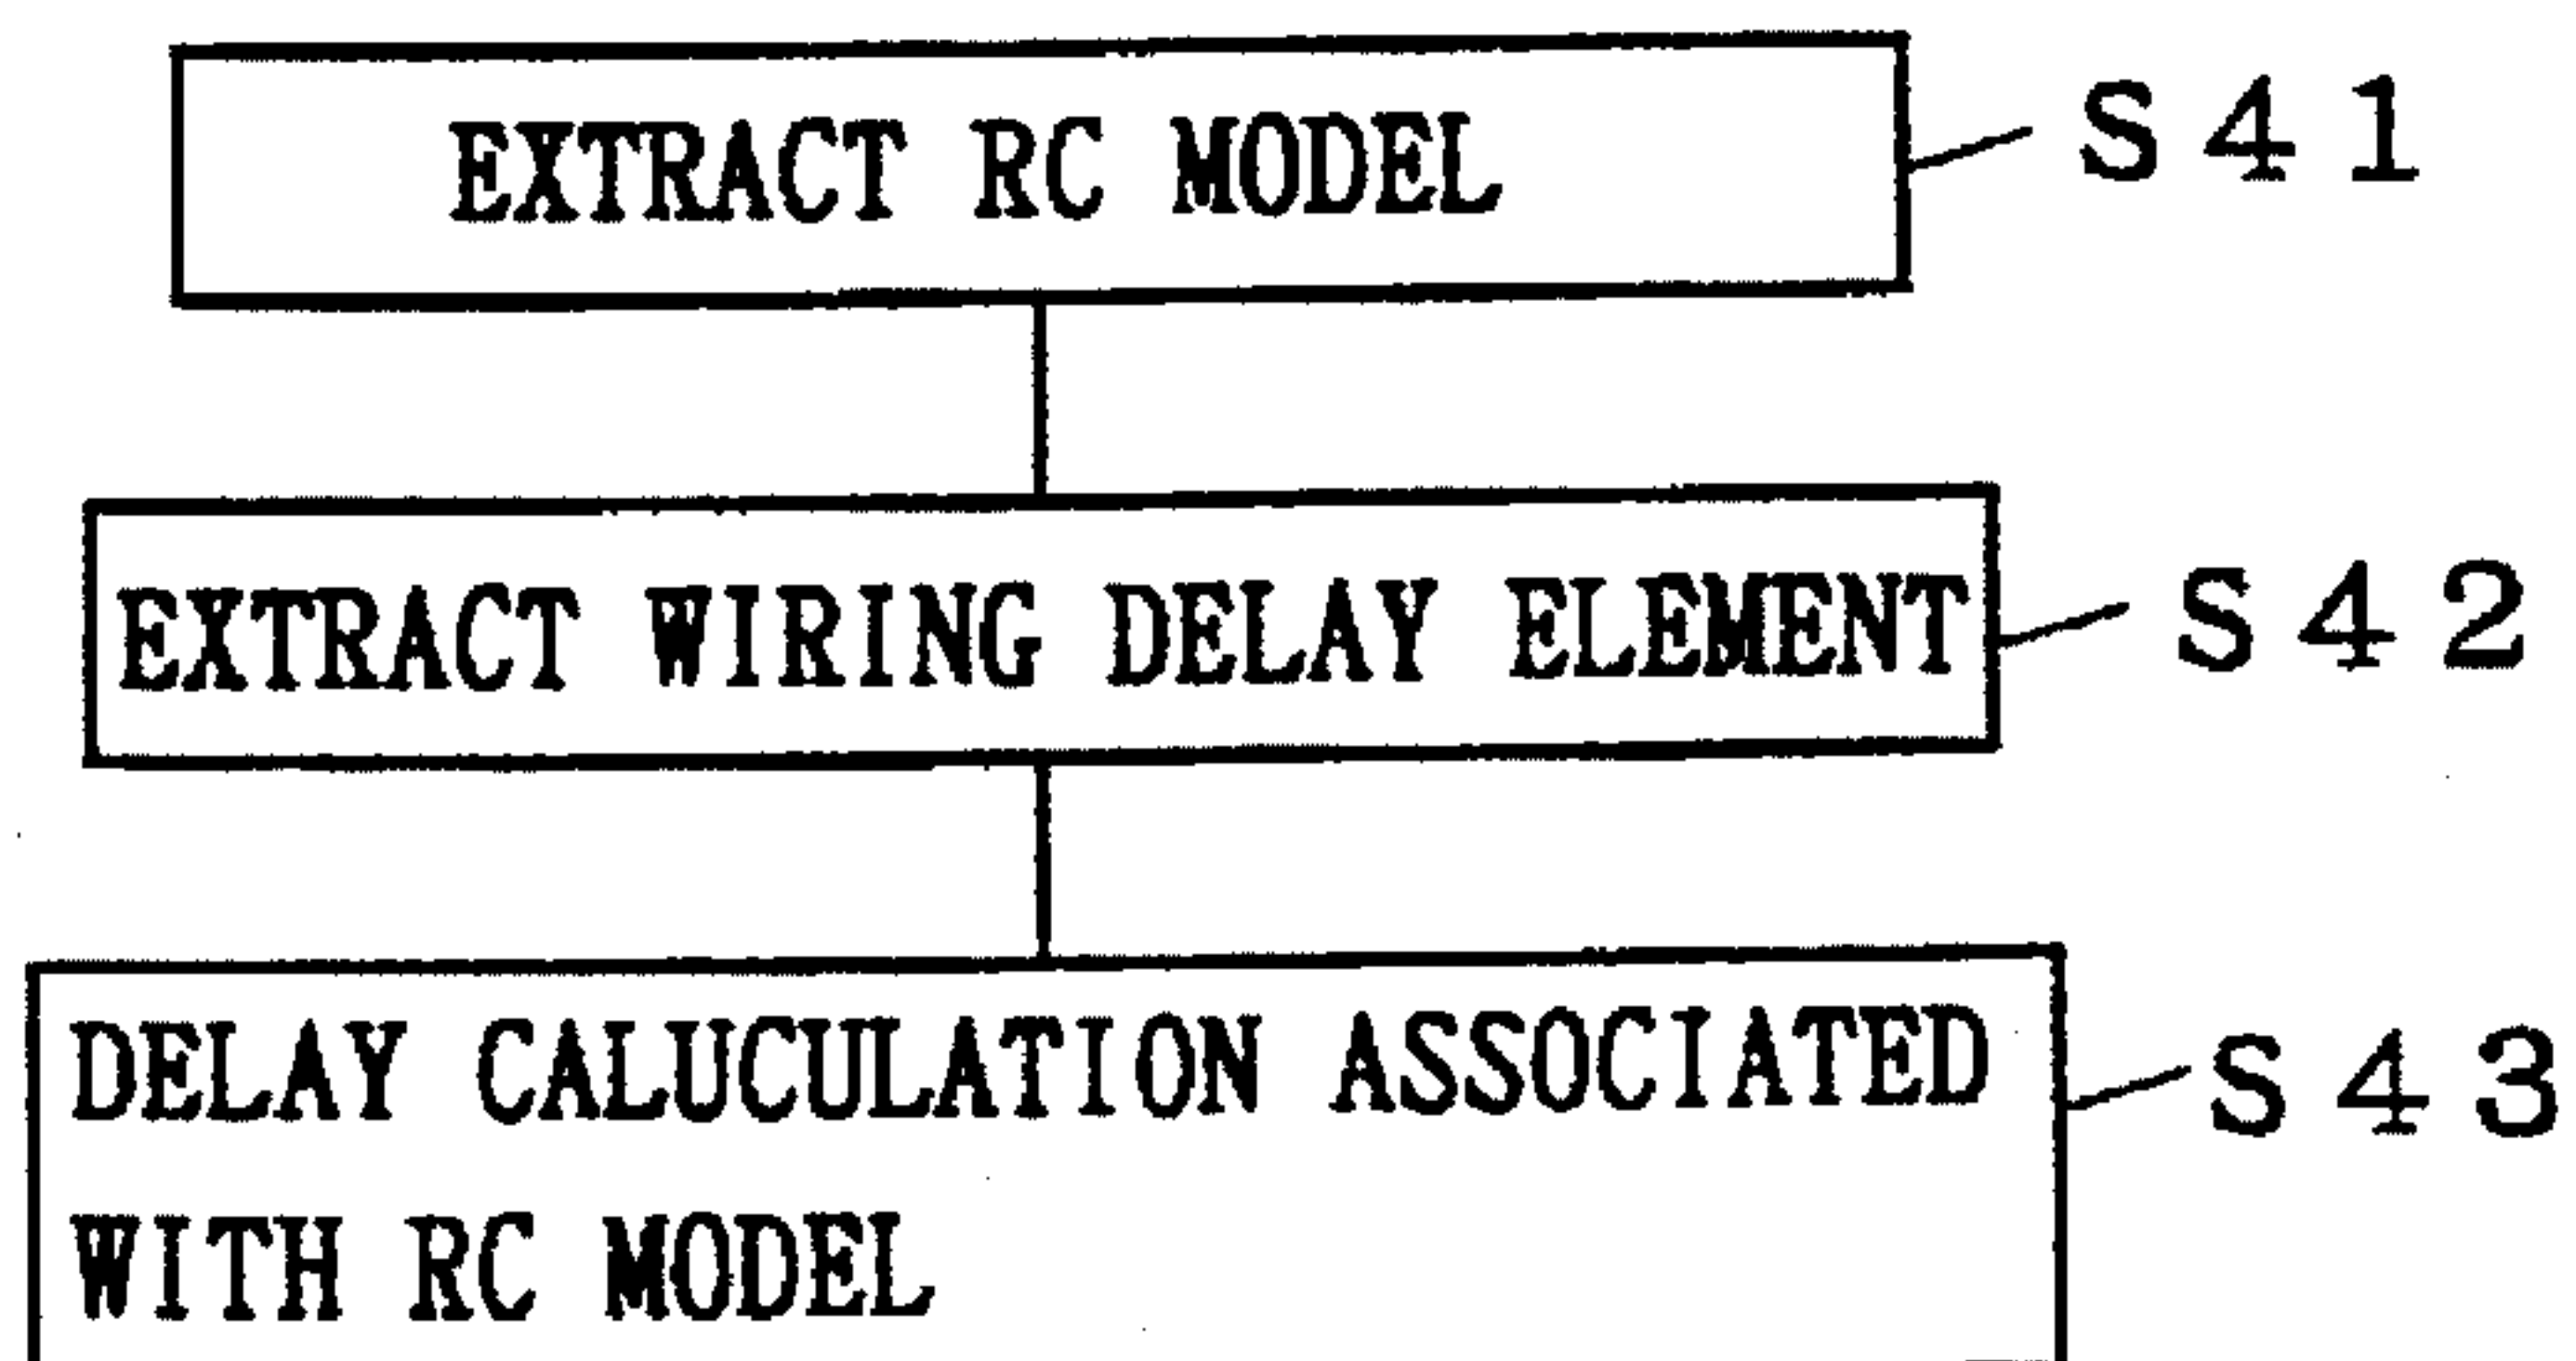 EXTRACT RC MODEL
S41
EXTRACT WIRING DELAY ELEMENT
S42
DELAY CALUCULATION ASSOCIATED
WITH RC MODEL
S43